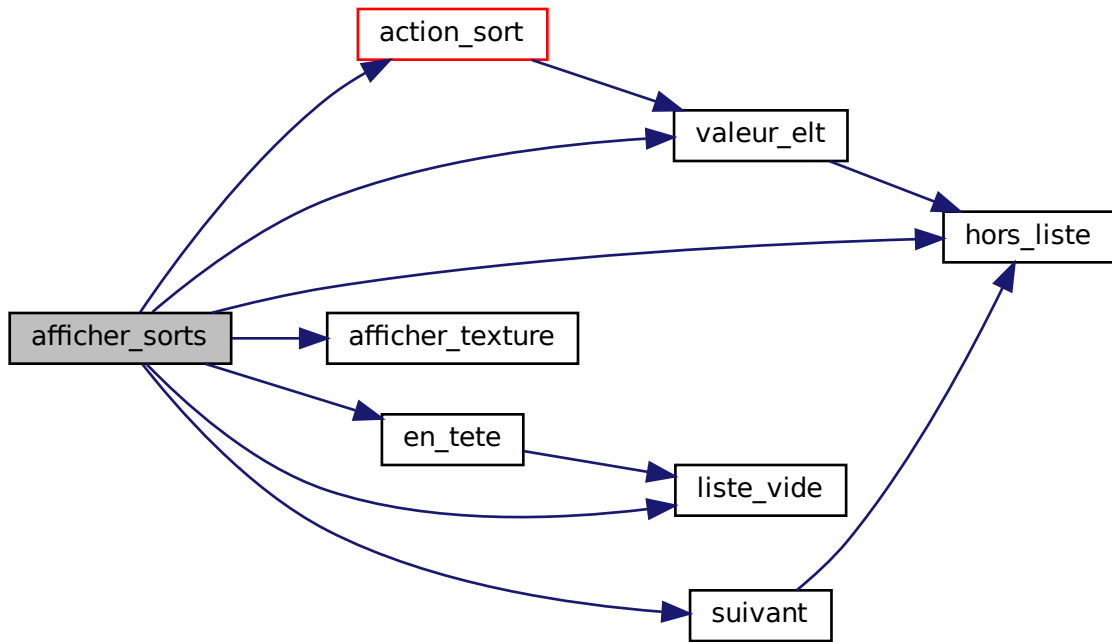 action_sort
valeur_elt
hors_liste
afficher_sorts
afficher_texture
en_tete
liste_vide
suivant